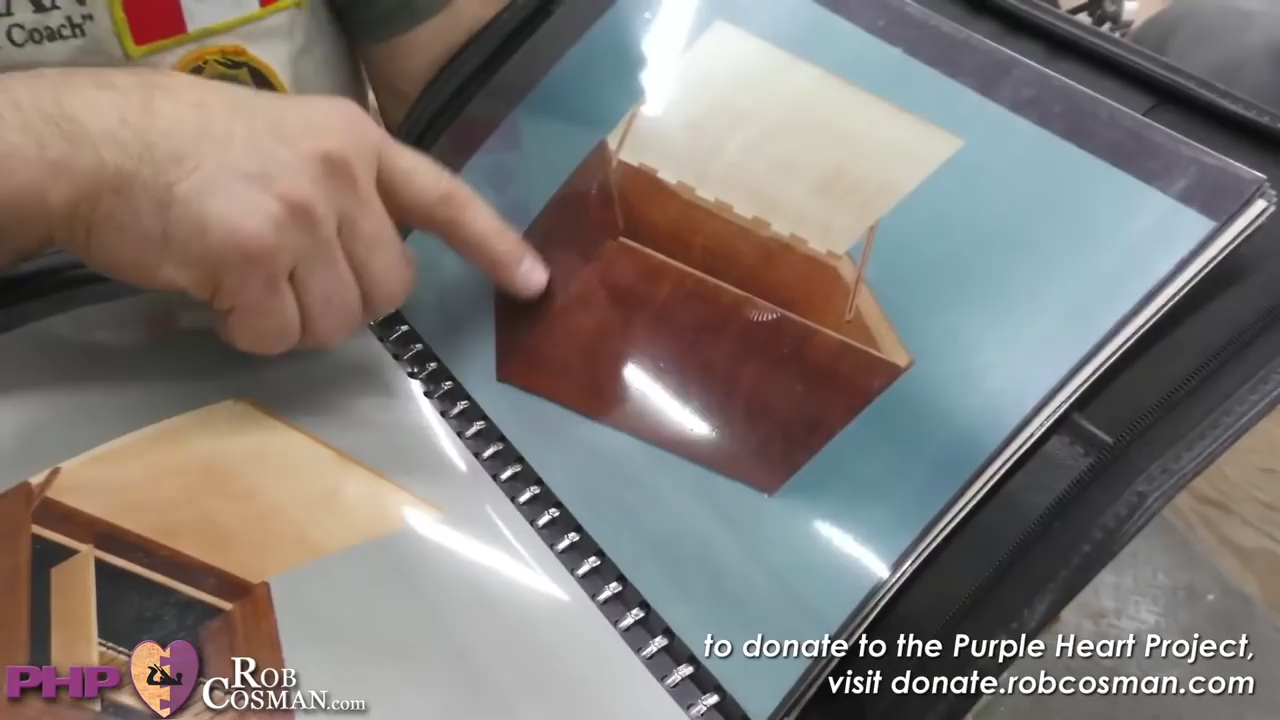 Coach"
to donate to the Purple Heart Project,
visit donate.robcosman.com
PHP
ROB
COSMAN.com